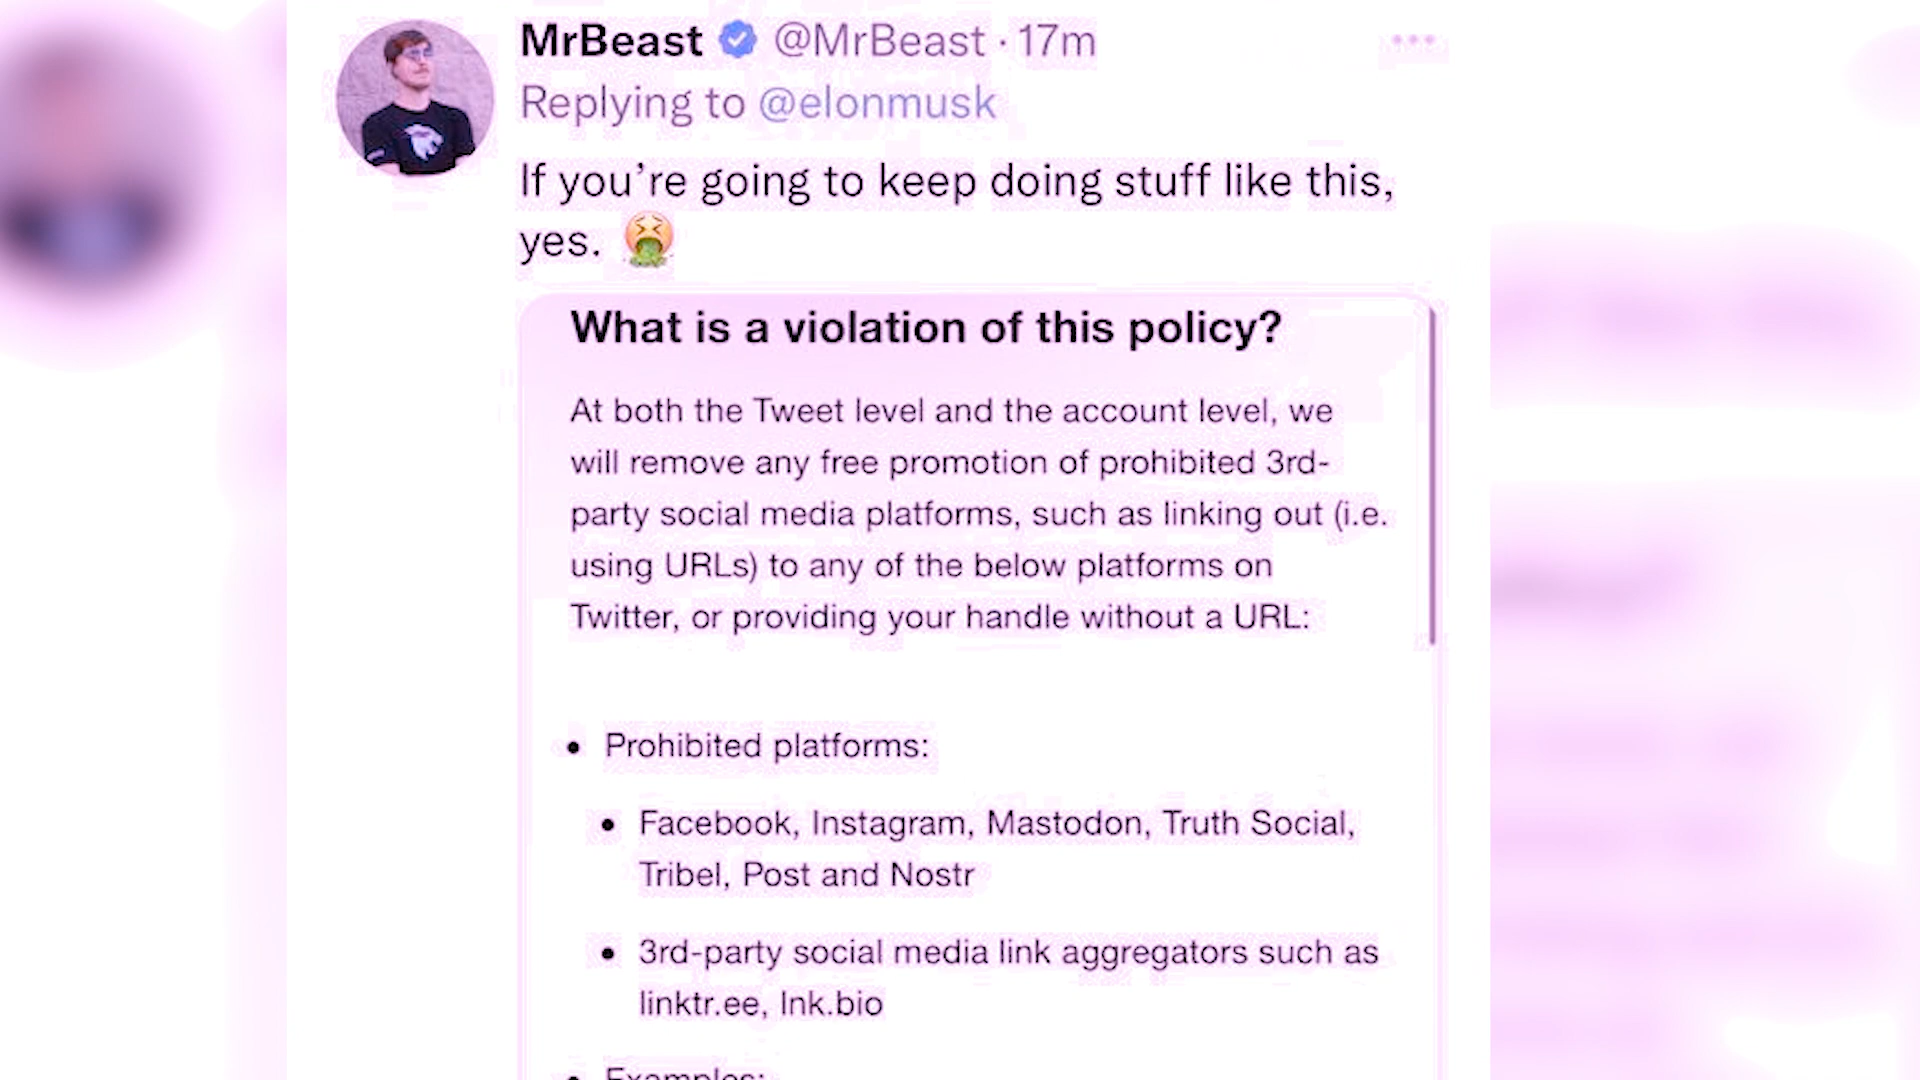 MrBeast @MrBeast · 17m
Replying to @elonmusk
If you’re going to keep doing stuff like this,
yes. 🤮
What is a violation of this policy?
At both the Tweet level and the account level, we
will remove any free promotion of prohibited 3rd-
party social media platforms, such as linking out (i.e.
using URLs) to any of the below platforms on
Twitter, or providing your handle without a URL:
• Prohibited platforms:
• Facebook, Instagram, Mastodon, Truth Social,
Tribel, Post and Nostr
• 3rd-party social media link aggregators such as
linktr.ee, lnk.bio
• Examples: